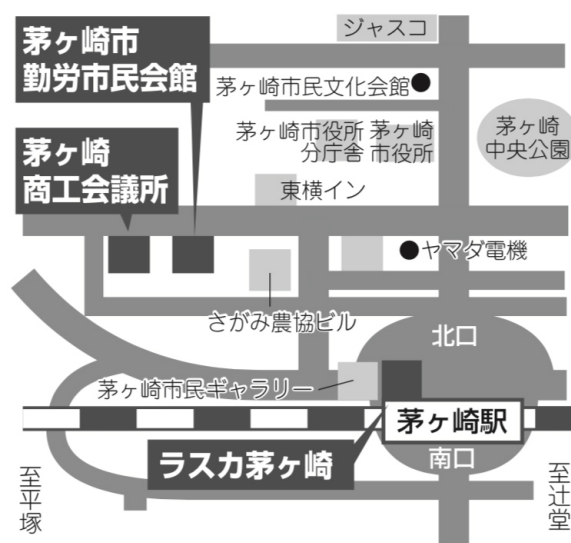 ジャスコ
茅ヶ崎市
勤労市民会館
茅ヶ崎市民文化会館
茅ヶ崎市役所
分庁舎
茅ヶ崎
市役所
茅ヶ崎
中央公園
茅ヶ崎
商工会議所
東横イン
ヤマダ電機
さがみ農協ビル
北口
茅ヶ崎市民ギャラリー
茅ヶ崎駅
ラスカ茅ヶ崎
南口
至平塚
至辻堂